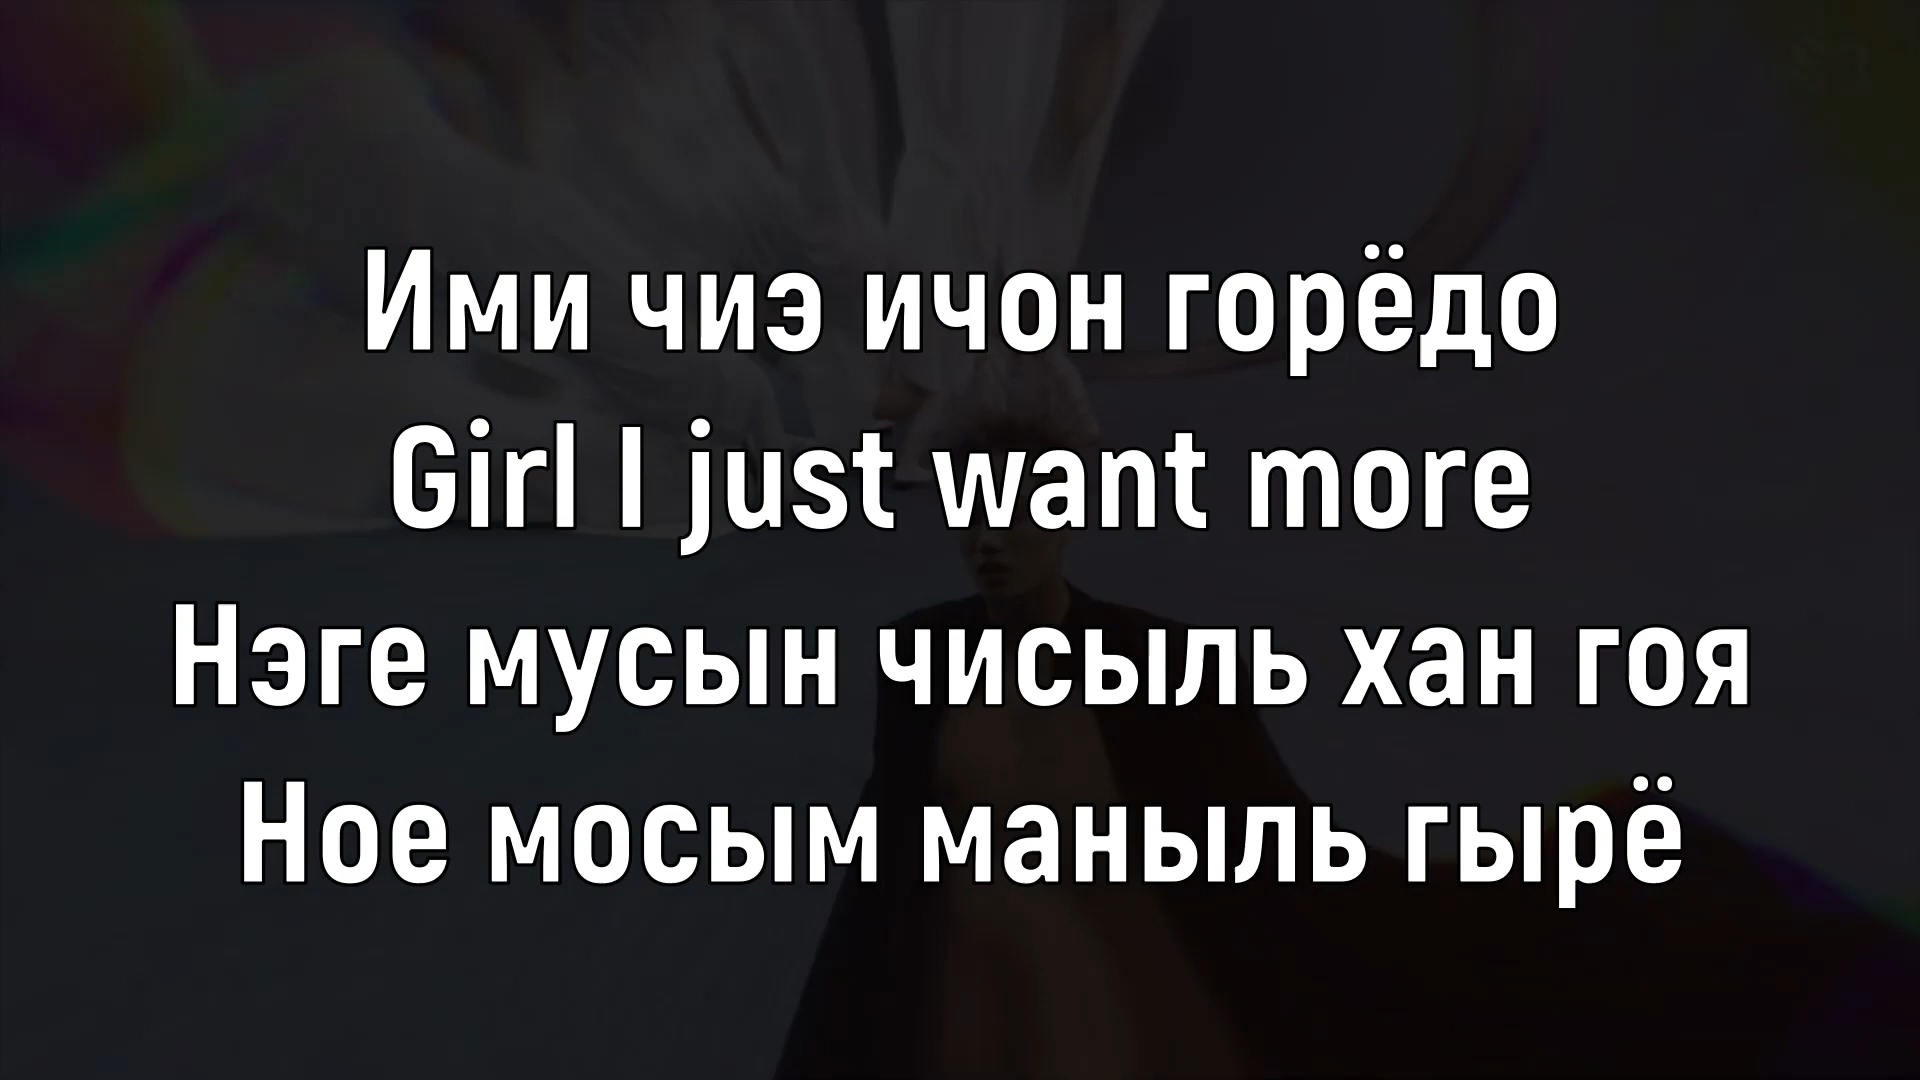 Ими чиэ ичон горёдо
Girl I just want more
Нэге мусын чисыль хан гоя
Ное мосым маныль гырё